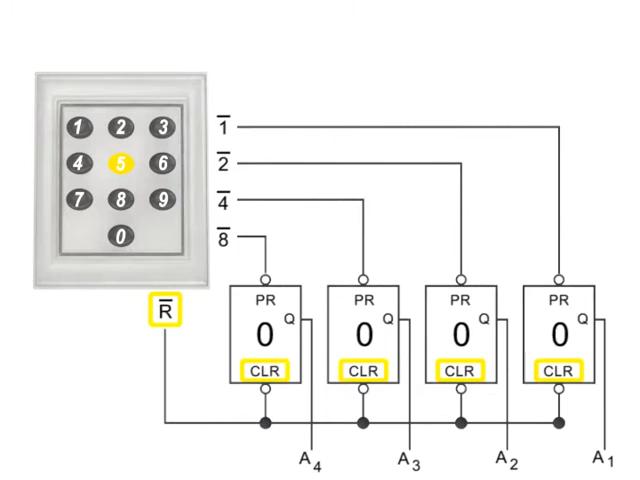 1 2 3
4 5 6
7 8 9
0
1̅
2̅
4̅
8̅
R̅
PR PR PR PR
Q Q Q Q
0 0 0 0
CLR CLR CLR CLR
A4 A3 A2 A1